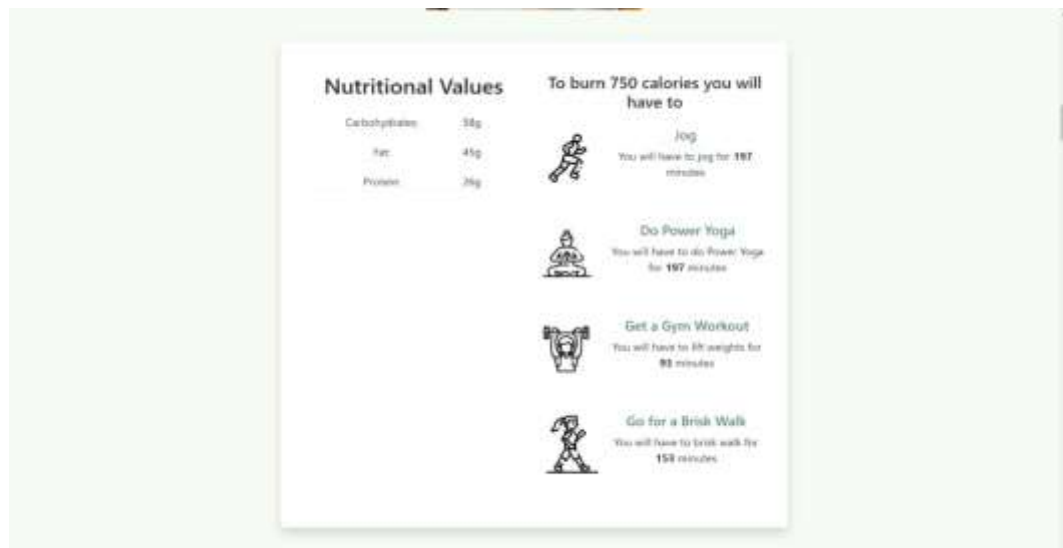 Nutritional Values
Carbohydrates 58g
Fat 45g
Protein 26g
To burn 750 calories you will
have to
Jog
You will have to jog for 197
minutes
Do Power Yoga
You will have to do Power Yoga
for 197 minutes
Get a Gym Workout
You will have to lift weights for
93 minutes
Go for a Brisk Walk
You will have to brisk walk for
153 minutes